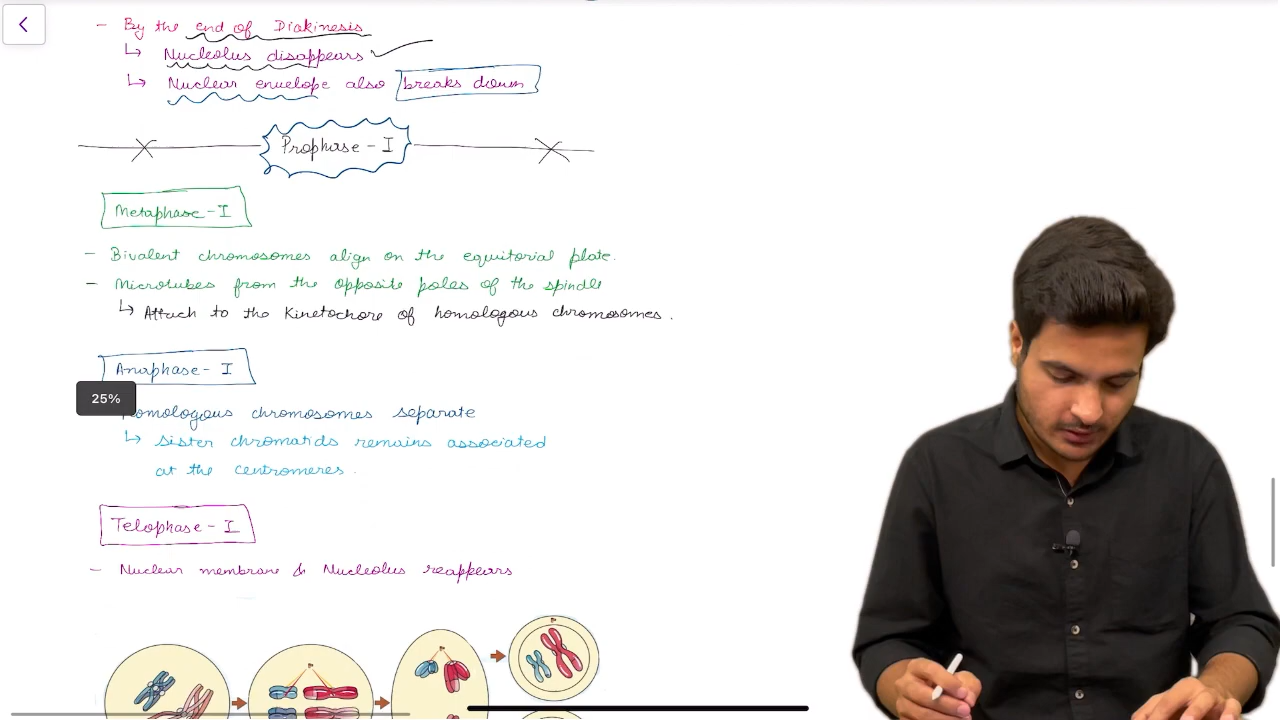 - By the end of Diakinesis
↳ Nucleolus disappears
↳ Nuclear envelope also breaks down
Prophase - I
Metaphase - I
- Bivalent chromosomes align on the equitorial plate.
- Microtubes from the opposite poles of the spindle
↳ Attach to the Kinetochore of homologous chromosomes.
Anaphase - I
25%
homologous chromosomes separate
↳ Sister chromatids remains associated
at the centromeres.
Telophase - I
- Nuclear membrane & Nucleolus reappears